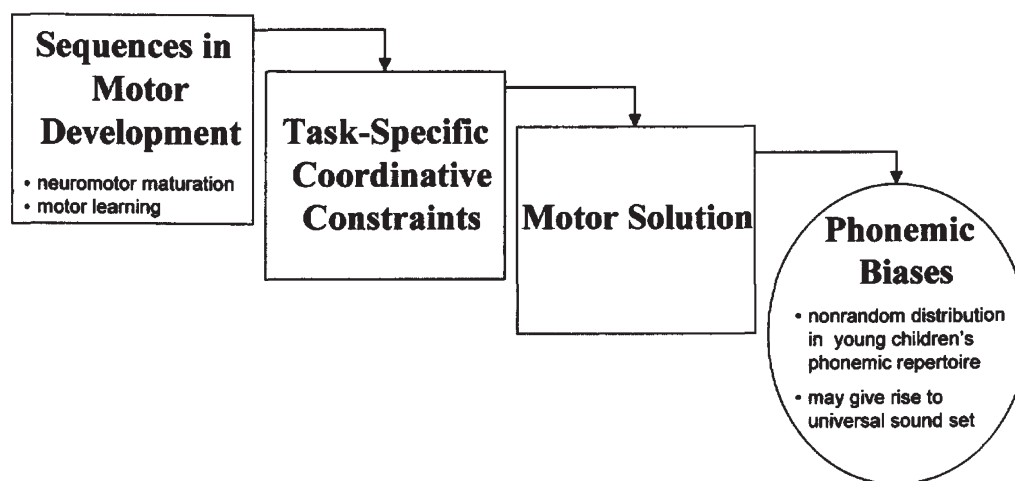 Sequences in
Motor
Development
• neuromotor maturation
• motor learning
Task-Specific
Coordinative
Constraints
Motor Solution
Phonemic
Biases
• nonrandom distribution
in young children's
phonemic repertoire
• may give rise to
universal sound set